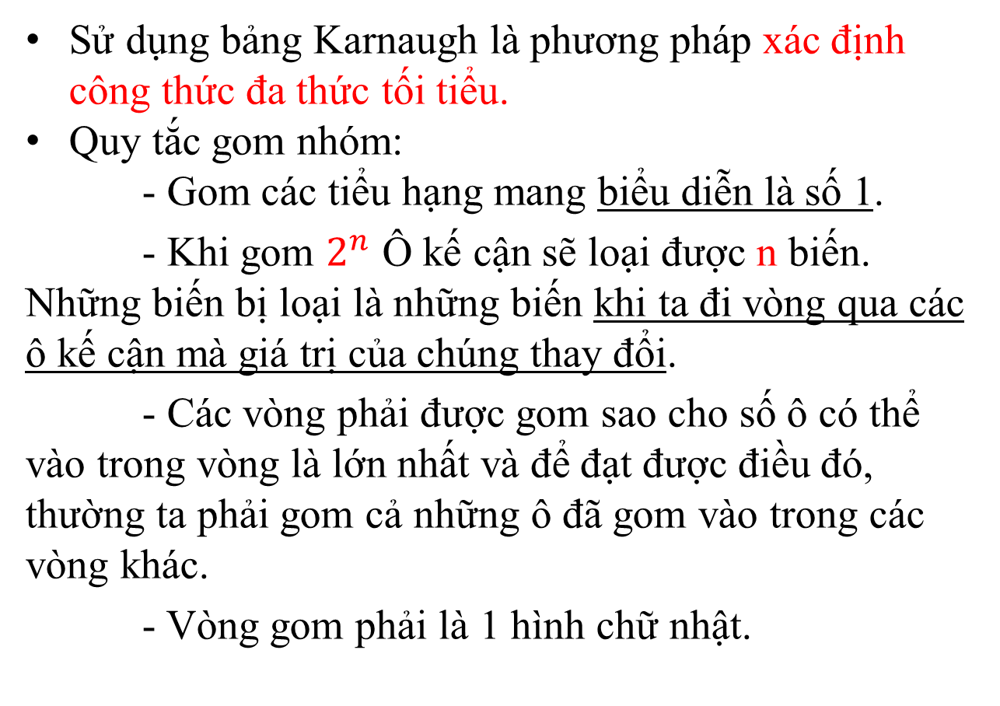 • Sử dụng bảng Karnaugh là phương pháp xác định
công thức đa thức tối tiểu.
• Quy tắc gom nhóm:
- Gom các tiểu hạng mang biểu diễn là số 1.
- Khi gom 2ⁿ Ô kế cận sẽ loại được n biến.
Những biến bị loại là những biến khi ta đi vòng qua các
ô kế cận mà giá trị của chúng thay đổi.
- Các vòng phải được gom sao cho số ô có thể
vào trong vòng là lớn nhất và để đạt được điều đó,
thường ta phải gom cả những ô đã gom vào trong các
vòng khác.
- Vòng gom phải là 1 hình chữ nhật.